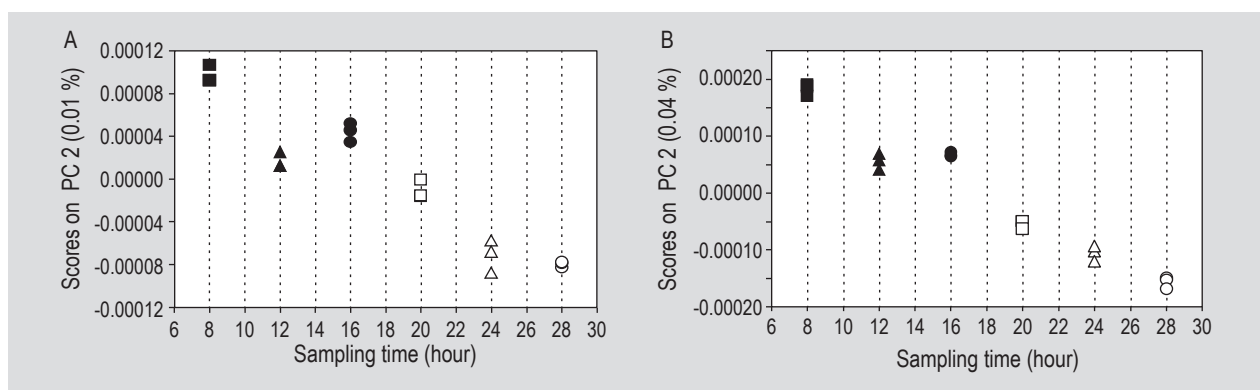 A
Scores on PC 2 (0.01 %)
0.00012
0.00008
0.00004
0.00000
-0.00004
-0.00008
-0.00012
6 8 10 12 14 16 18 20 22 24 26 28 30
Sampling time (hour)
B
Scores on PC 2 (0.04 %)
0.00020
0.00010
0.00000
-0.00010
-0.00020
6 8 10 12 14 16 18 20 22 24 26 28 30
Sampling time (hour)